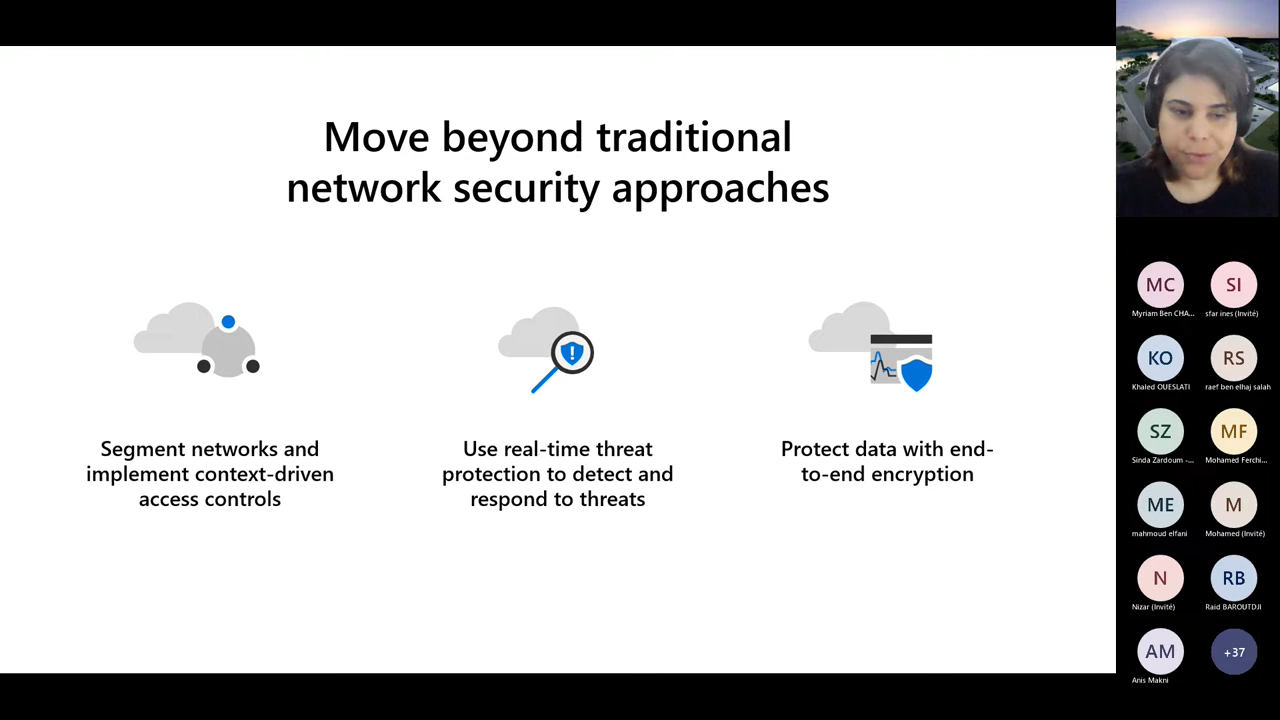 Move beyond traditional
network security approaches
Segment networks and
implement context-driven
access controls
Use real-time threat
protection to detect and
respond to threats
Protect data with end-
to-end encryption
MC
Myriam Ben CHA...
SI
sfar ines (Invité)
KO
Khaled OUESLATI
RS
raef ben elhaj salah
SZ
Sinda Zardoum -...
MF
Mohamed Ferchi...
ME
mahmoud elfani
M
Mohamed (Invité)
N
Nizar (Invité)
RB
Raid BAROUTDJI
AM
Anis Makni
+37